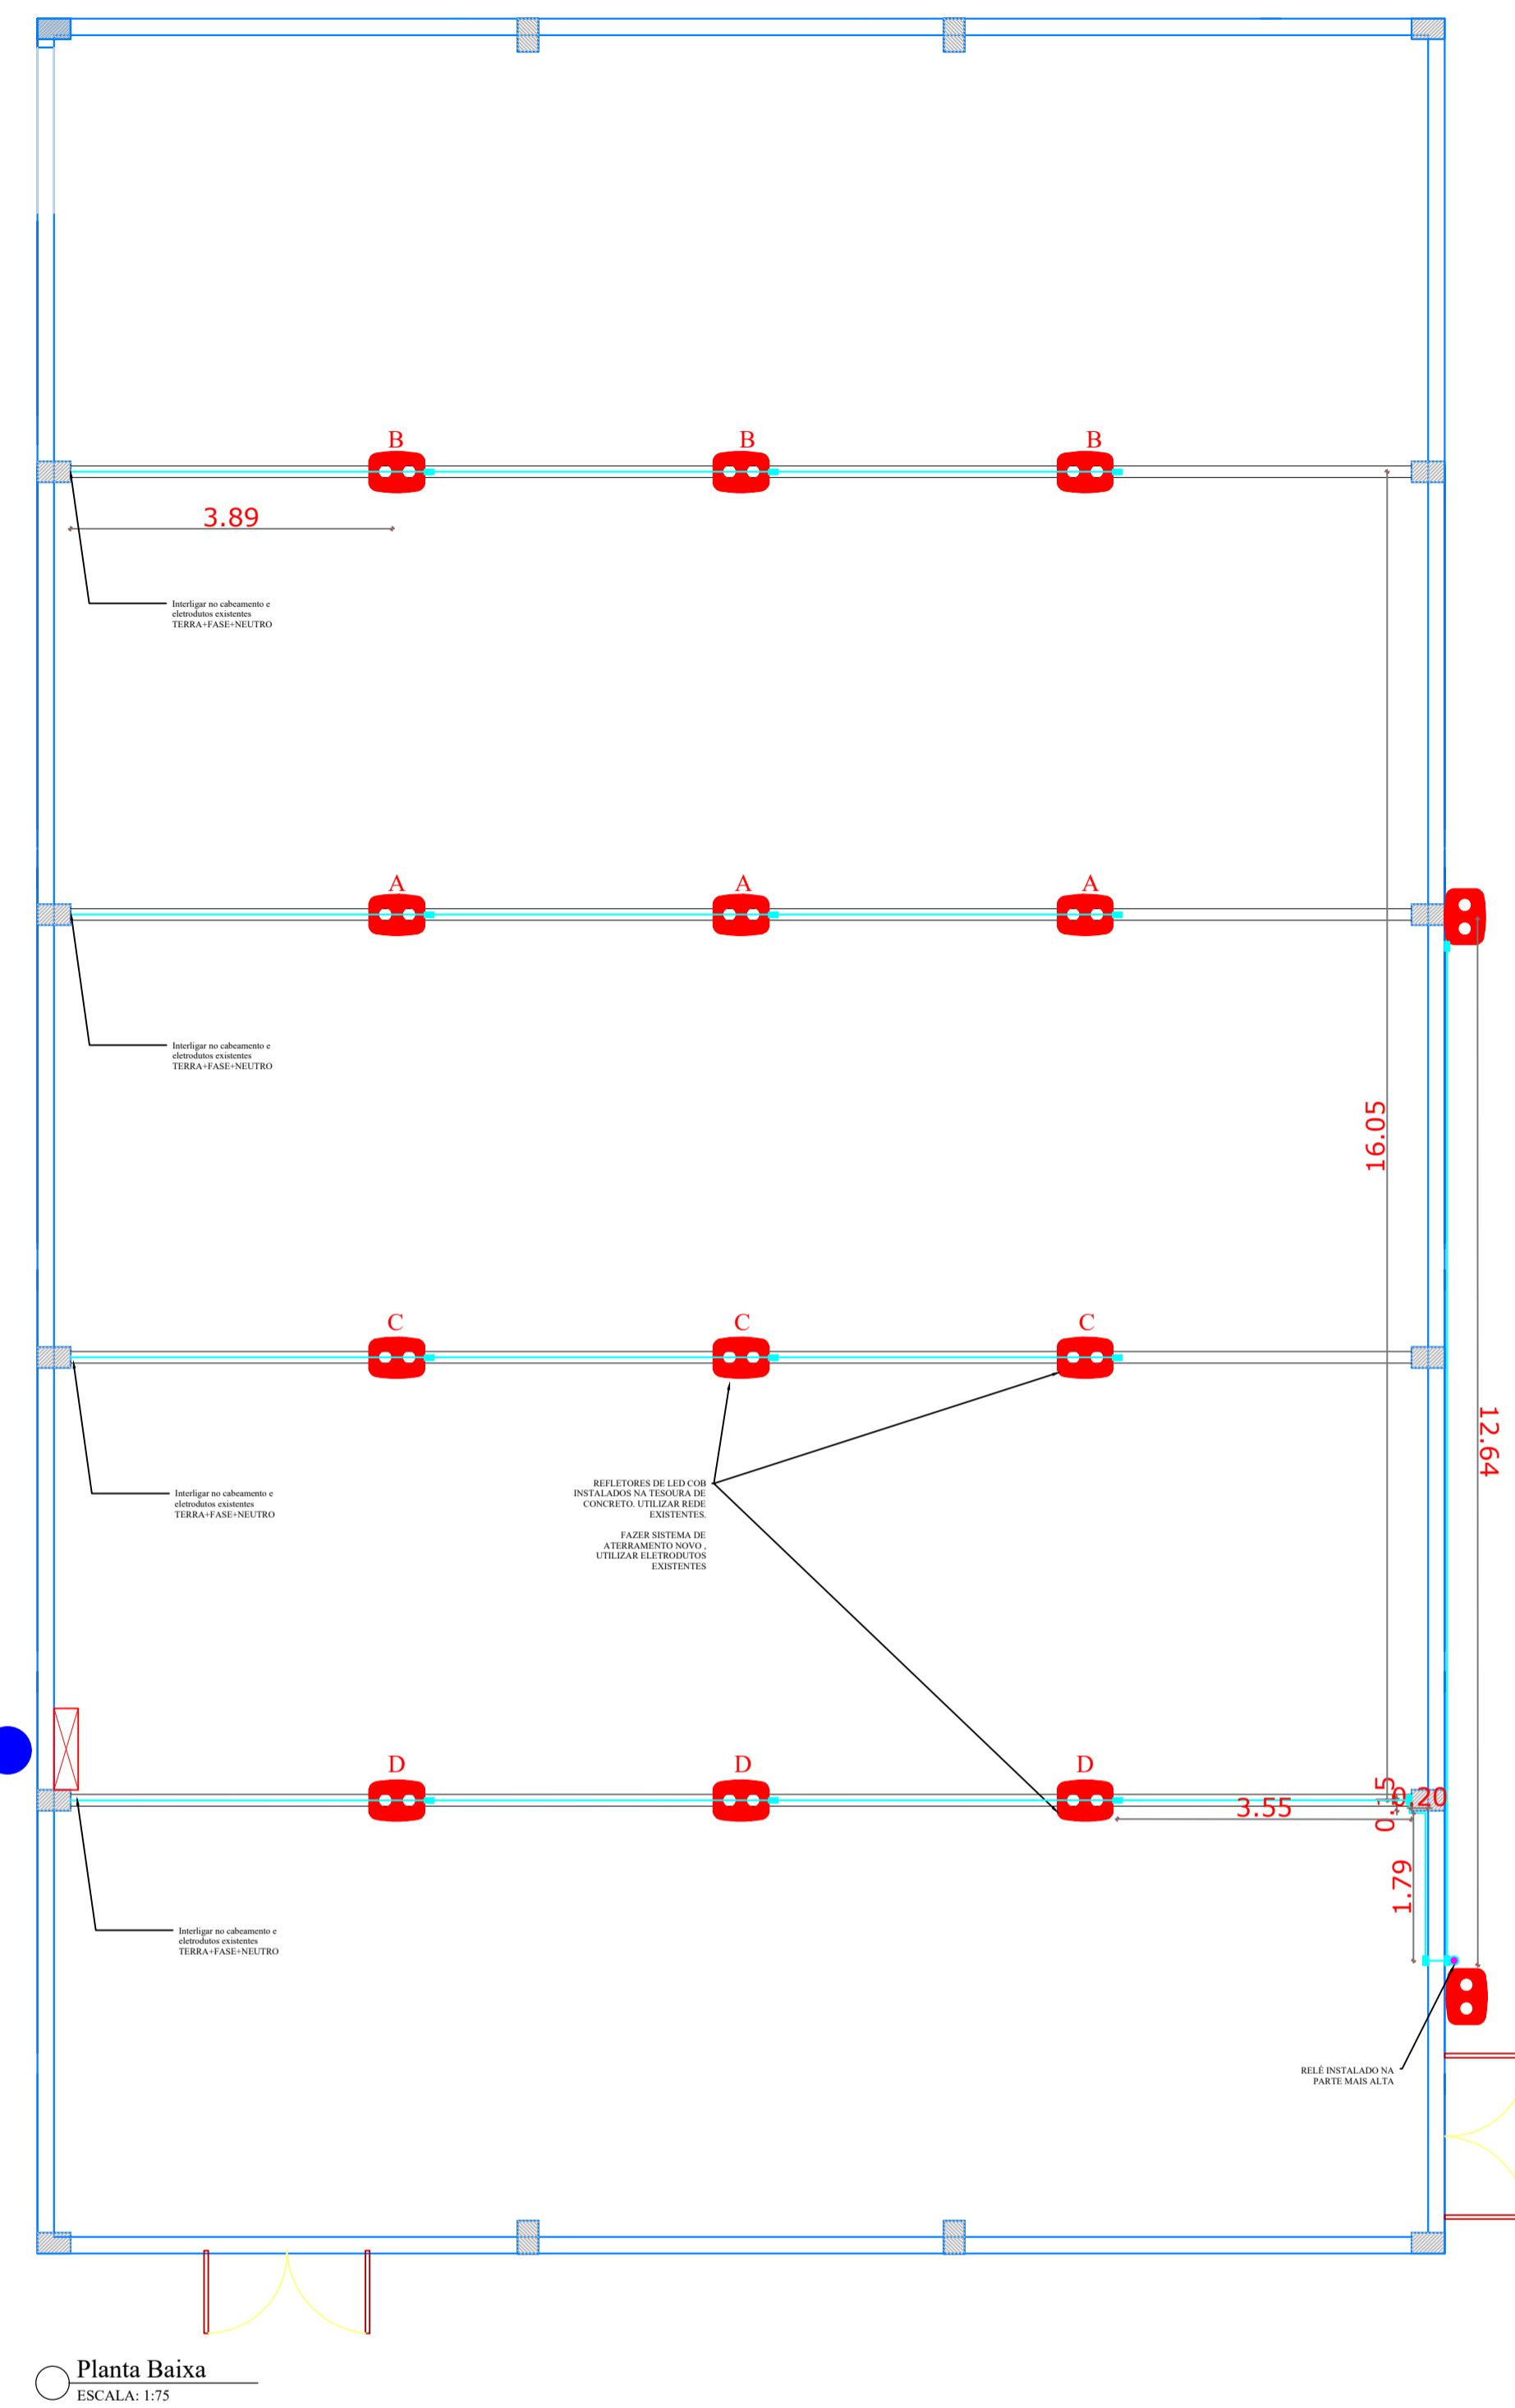 B
B
B
3.89
Interligar no cabeamento e
eletrodutos existentes
TERRA+FASE+NEUTRO
A
A
A
Interligar no cabeamento e
eletrodutos existentes
TERRA+FASE+NEUTRO
16.05
C
C
C
12.64
Interligar no cabeamento e
eletrodutos existentes
TERRA+FASE+NEUTRO
REFLETORES DE LED COB
INSTALADOS NA TESOURA DE
CONCRETO. UTILIZAR REDE
EXISTENTES.
FAZER SISTEMA DE
ATERRAMENTO NOVO ,
UTILIZAR ELETRODUTOS
EXISTENTES
D
D
D
0.15
0.20
3.55
1.79
Interligar no cabeamento e
eletrodutos existentes
TERRA+FASE+NEUTRO
RELÊ INSTALADO NA
PARTE MAIS ALTA
Planta Baixa
ESCALA: 1:75